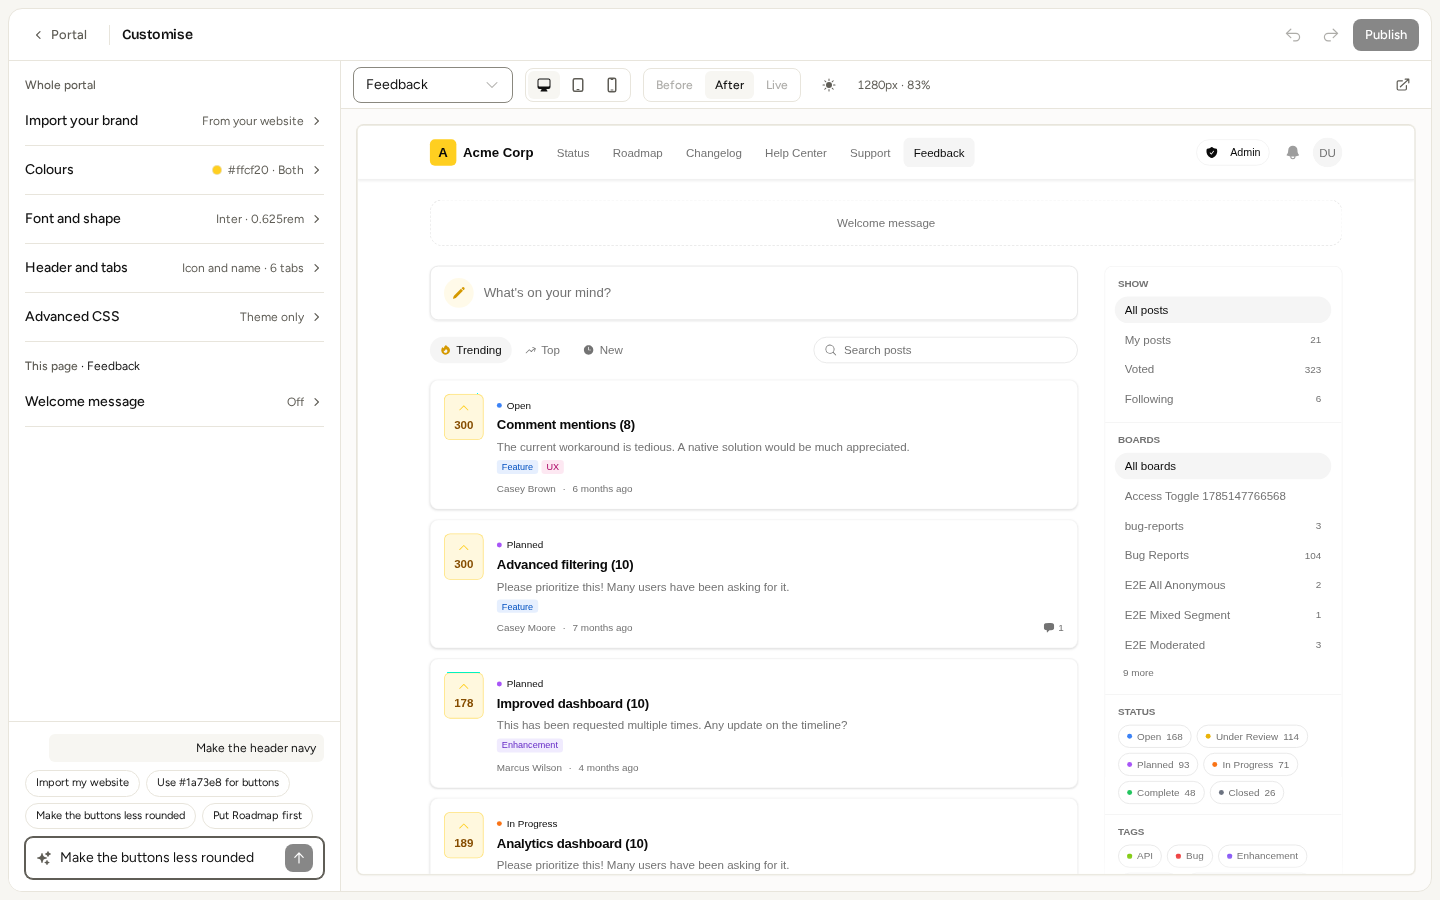 Portal
Customise
Publish
Whole portal
Import your brand From your website
Colours #ffcf20 · Both
Font and shape Inter · 0.625rem
Header and tabs Icon and name · 6 tabs
Advanced CSS Theme only
This page · Feedback
Welcome message Off
Make the header navy
Import my website Use #1a73e8 for buttons
Make the buttons less rounded Put Roadmap first
Make the buttons less rounded
Feedback Before After Live 1280px · 83%
A Acme Corp Status Roadmap Changelog Help Center Support Feedback Admin DU
Welcome message
What's on your mind?
Trending Top New Search posts
Open
300
Comment mentions (8)
The current workaround is tedious. A native solution would be much appreciated.
Feature UX
Casey Brown · 6 months ago
Planned
300
Advanced filtering (10)
Please prioritize this! Many users have been asking for it.
Feature
Casey Moore · 7 months ago 1
Planned
178
Improved dashboard (10)
This has been requested multiple times. Any update on the timeline?
Enhancement
Marcus Wilson · 4 months ago
In Progress
189
Analytics dashboard (10)
Please prioritize this! Many users have been asking for it.
SHOW
All posts
My posts 21
Voted 323
Following 6
BOARDS
All boards
Access Toggle 1785147766568
bug-reports 3
Bug Reports 104
E2E All Anonymous 2
E2E Mixed Segment 1
E2E Moderated 3
9 more
STATUS
Open 168 Under Review 114
Planned 93 In Progress 71
Complete 48 Closed 26
TAGS
API Bug Enhancement